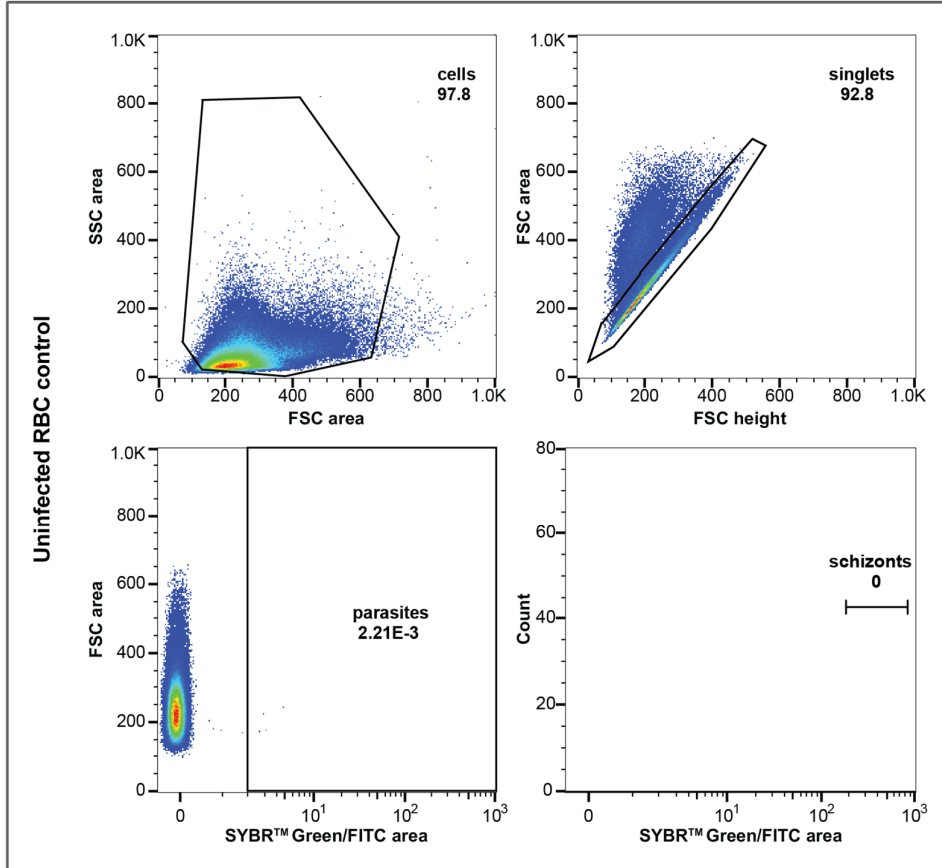 Uninfected RBC control
1.0K
800
600
400
200
0
SSC area
cells
97.8
0
200
400
600
800
1.0K
FSC area
1.0K
800
600
400
200
0
FSC area
singlets
92.8
0
200
400
600
800
1.0K
FSC height
1.0K
800
600
400
200
0
FSC area
parasites
2.21E-3
0
10¹
10²
10³
SYBR™ Green/FITC area
80
60
40
20
0
Count
schizonts
0
0
10¹
10²
10³
SYBR™ Green/FITC area